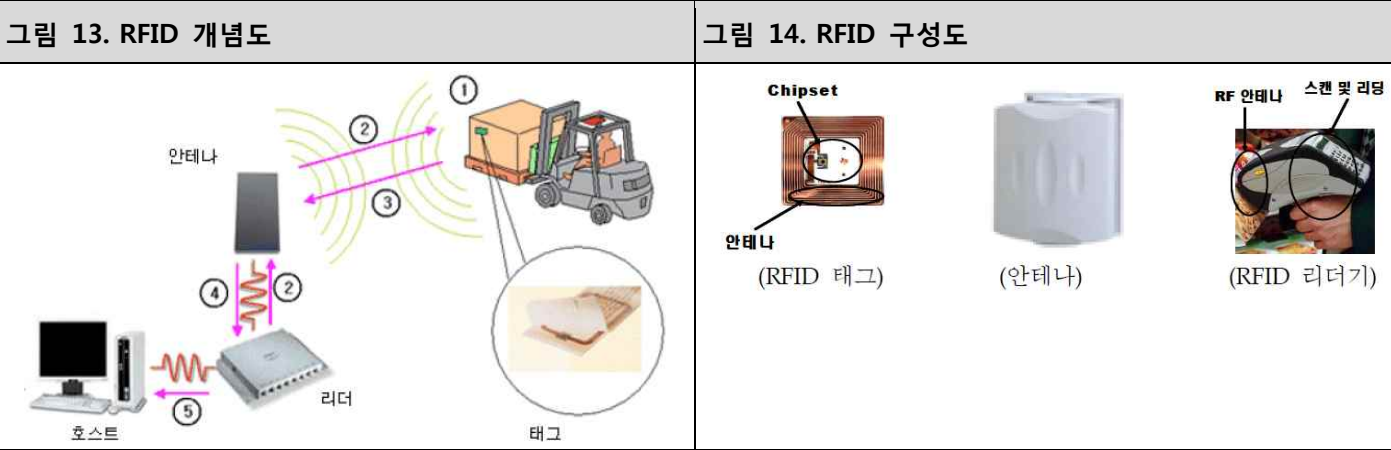 그림 13. RFID 개념도
그림 14. RFID 구성도
①
②
안테나
③
④
②
⑤
리더
호스트
태그
Chipset
안테나
(RFID 태그)
(안테나)
RF 안테나
스캔 및 리딩
(RFID 리더기)